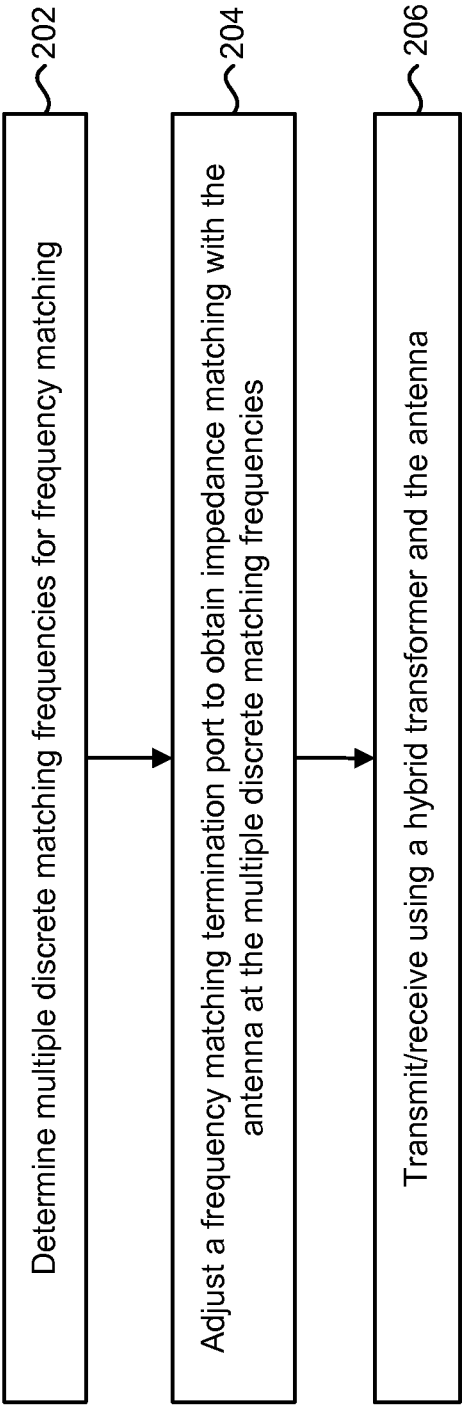 Determine multiple discrete matching frequencies for frequency matching
202
Adjust a frequency matching termination port to obtain impedance matching with the
antenna at the multiple discrete matching frequencies
204
Transmit/receive using a hybrid transformer and the antenna
206